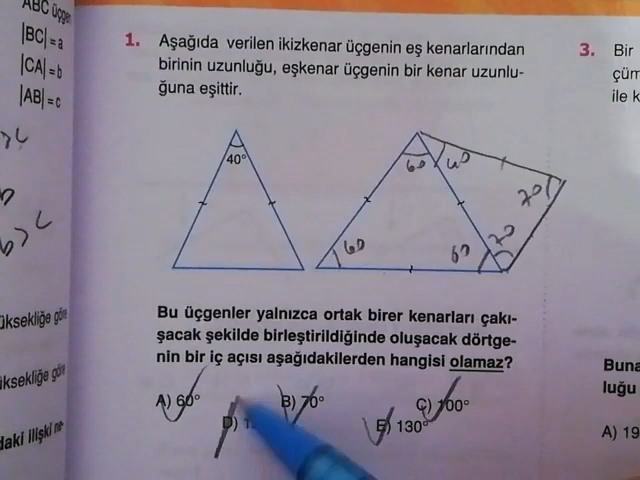 ABC üçgen
|BC| = a
|CA| = b
|AB| = c
1. Aşağıda verilen ikizkenar üçgenin eş kenarlarından
birinin uzunluğu, eşkenar üçgenin bir kenar uzunlu-
ğuna eşittir.
40°
60 40
70
60 60 70
Bu üçgenler yalnızca ortak birer kenarları çakı-
şacak şekilde birleştirildiğinde oluşacak dörtge-
nin bir iç açısı aşağıdakilerden hangisi olamaz?
A) 60° B) 70° C) 100°
D) E) 130°
üksekliğe göre
üksekliğe göre
daki ilişki ne-
3. Bir
çüm
ile k
Buna
luğu
A) 19